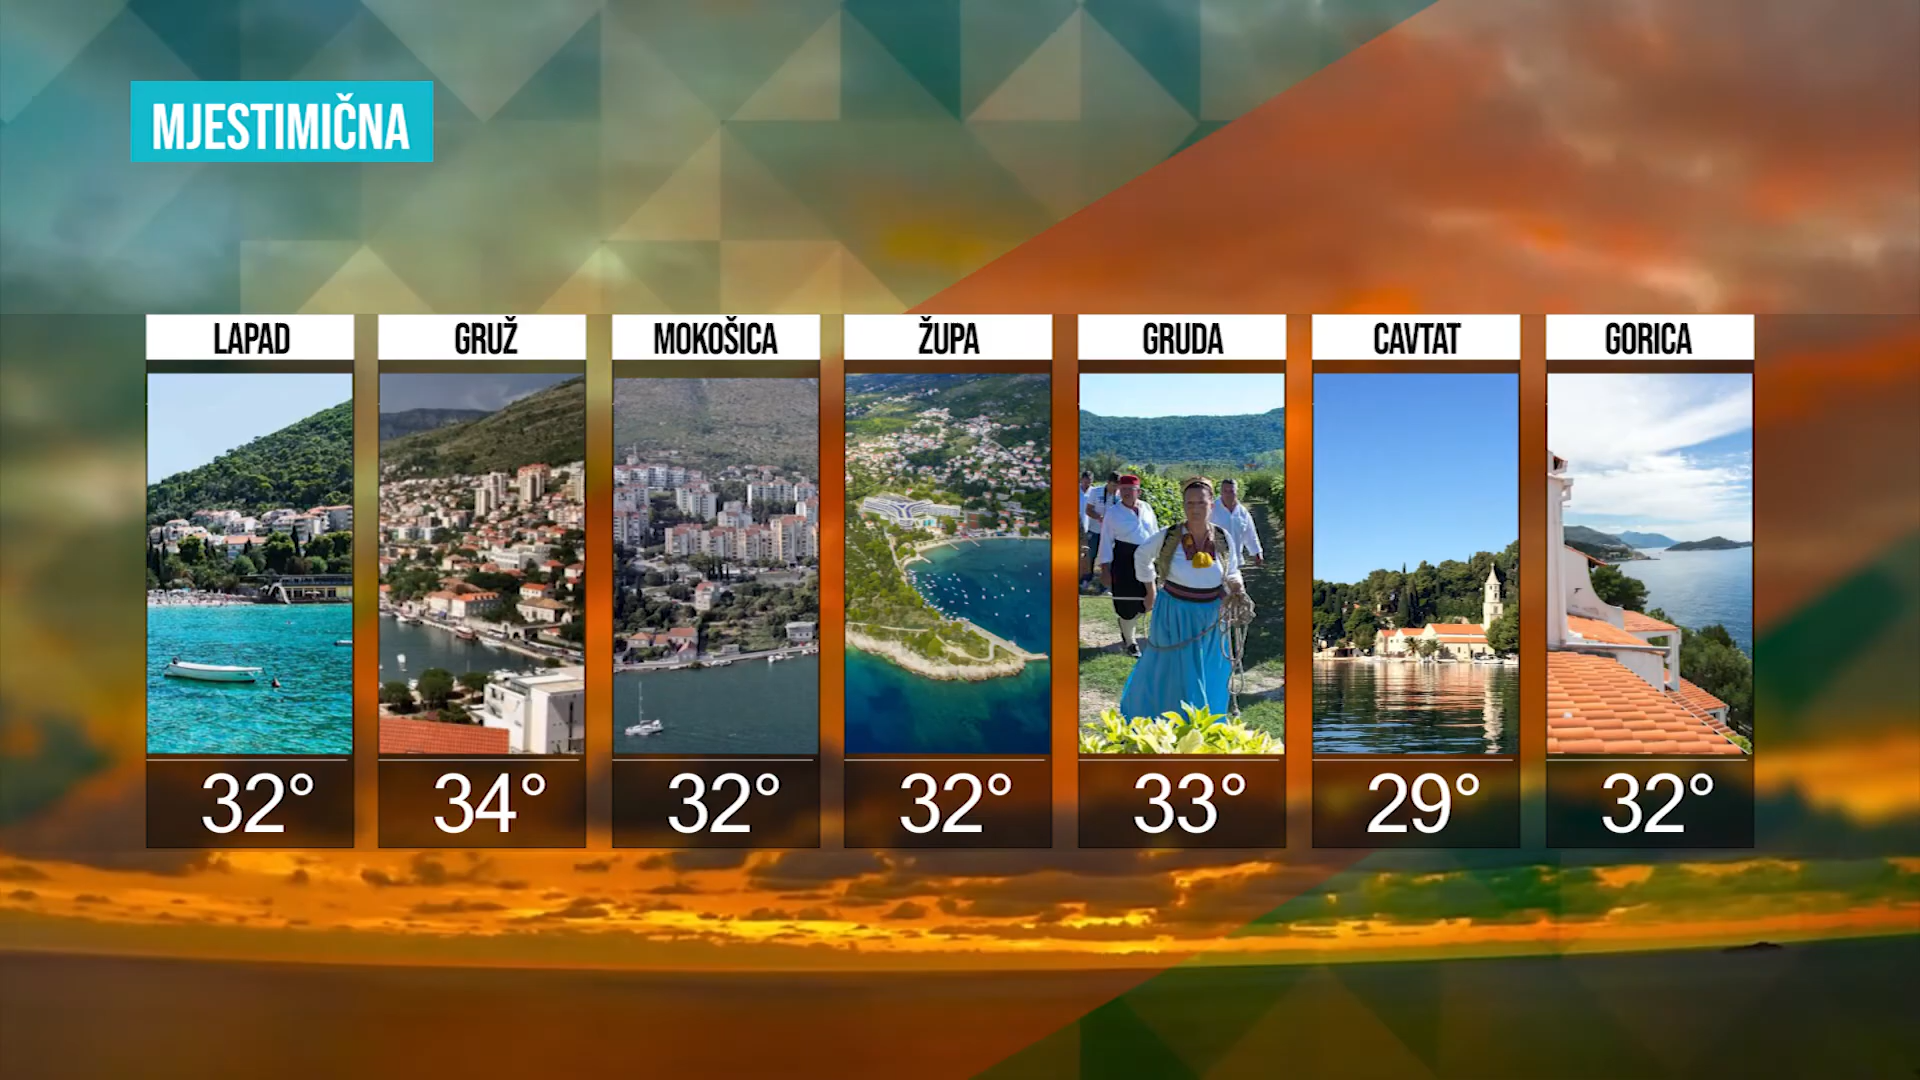 MJESTIMIČNA
LAPAD
GRUŽ
MOKOŠICA
ŽUPA
GRUDA
CAVTAT
GORICA
32°
34°
32°
32°
33°
29°
32°